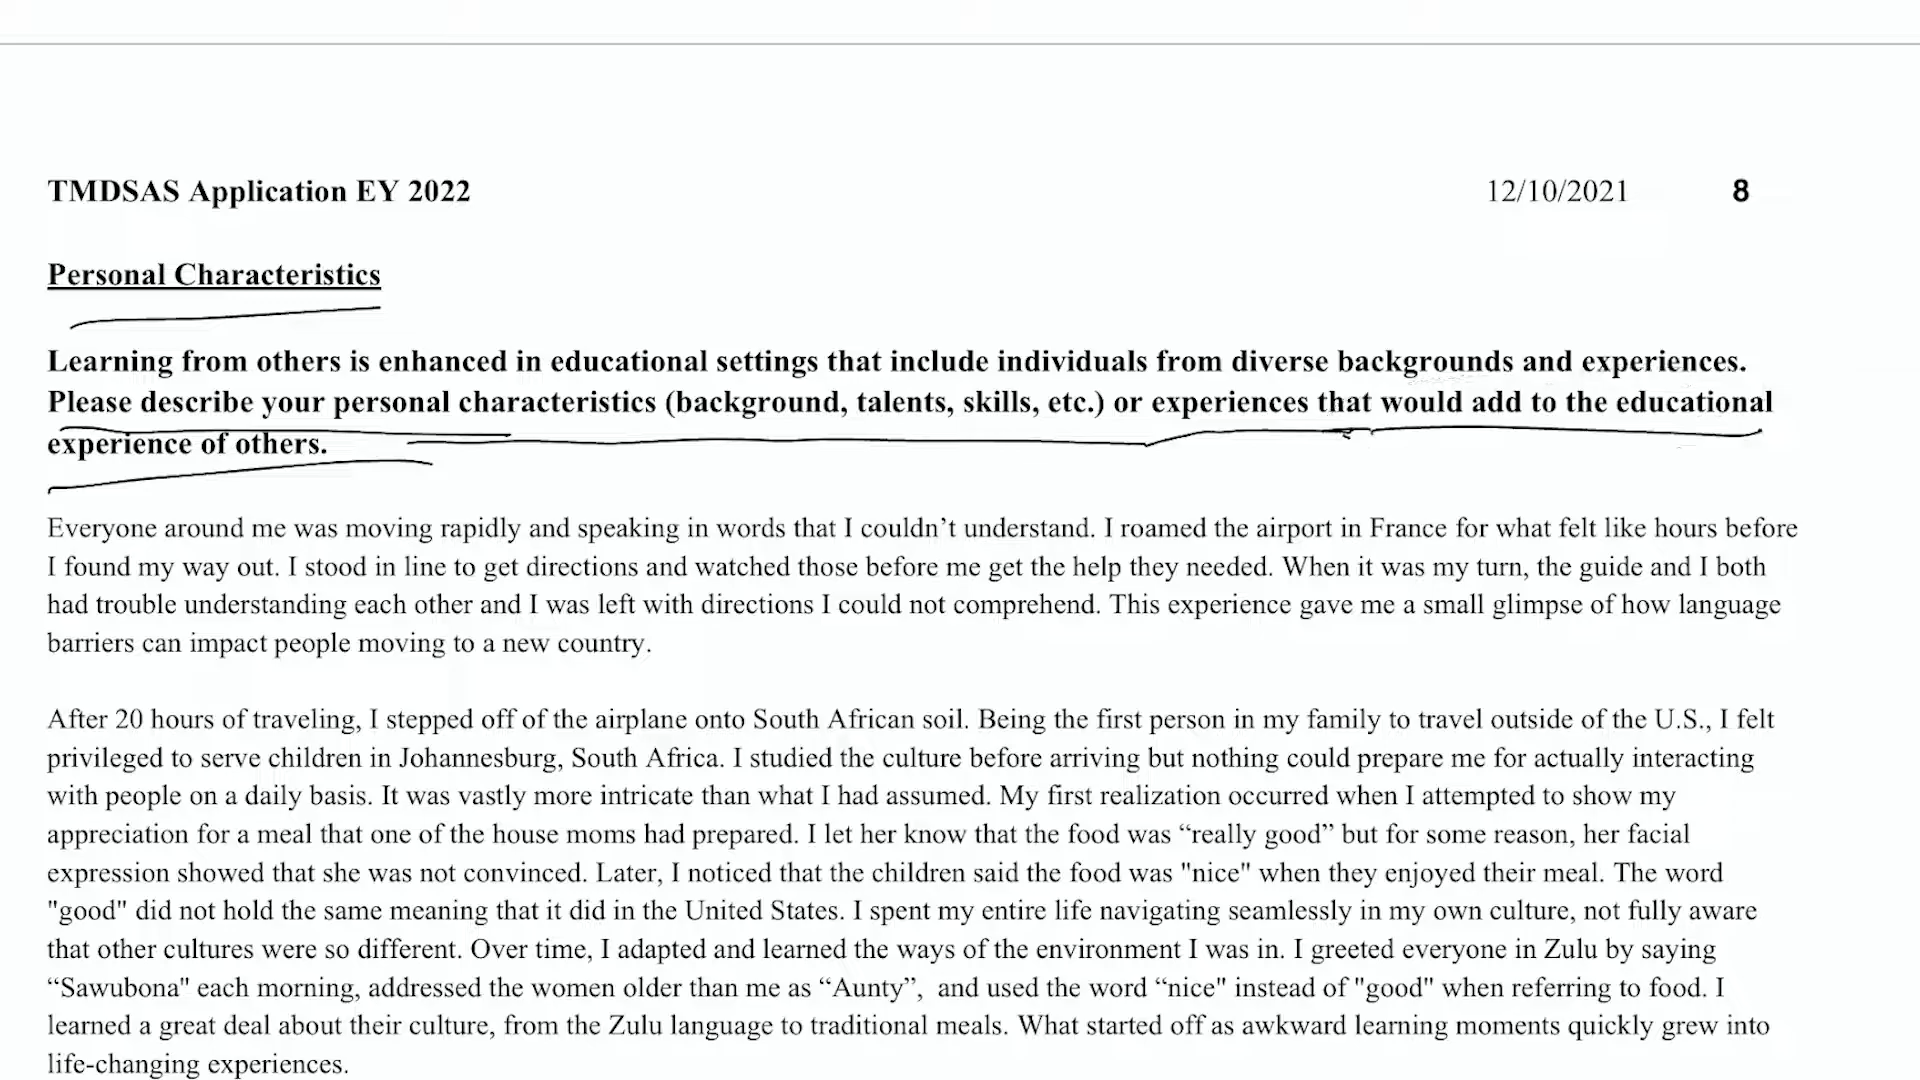 TMDSAS Application EY 2022 12/10/2021 8
Personal Characteristics
Learning from others is enhanced in educational settings that include individuals from diverse backgrounds and experiences.
Please describe your personal characteristics (background, talents, skills, etc.) or experiences that would add to the educational
experience of others.
Everyone around me was moving rapidly and speaking in words that I couldn’t understand. I roamed the airport in France for what felt like hours before
I found my way out. I stood in line to get directions and watched those before me get the help they needed. When it was my turn, the guide and I both
had trouble understanding each other and I was left with directions I could not comprehend. This experience gave me a small glimpse of how language
barriers can impact people moving to a new country.
After 20 hours of traveling, I stepped off of the airplane onto South African soil. Being the first person in my family to travel outside of the U.S., I felt
privileged to serve children in Johannesburg, South Africa. I studied the culture before arriving but nothing could prepare me for actually interacting
with people on a daily basis. It was vastly more intricate than what I had assumed. My first realization occurred when I attempted to show my
appreciation for a meal that one of the house moms had prepared. I let her know that the food was “really good” but for some reason, her facial
expression showed that she was not convinced. Later, I noticed that the children said the food was "nice" when they enjoyed their meal. The word
"good" did not hold the same meaning that it did in the United States. I spent my entire life navigating seamlessly in my own culture, not fully aware
that other cultures were so different. Over time, I adapted and learned the ways of the environment I was in. I greeted everyone in Zulu by saying
“Sawubona" each morning, addressed the women older than me as “Aunty”, and used the word “nice" instead of "good" when referring to food. I
learned a great deal about their culture, from the Zulu language to traditional meals. What started off as awkward learning moments quickly grew into
life-changing experiences.